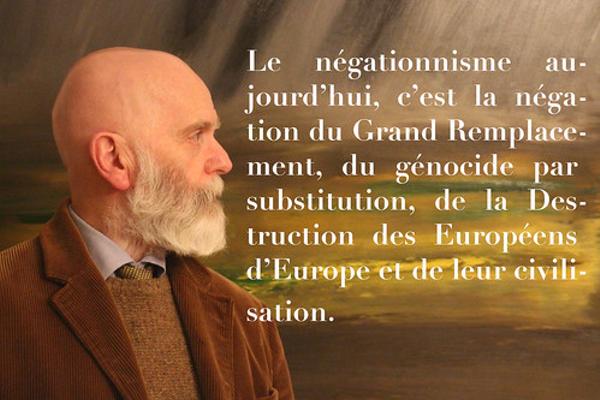 Le négationnisme au-
jourd'hui, c'est la néga-
tion du Grand Remplace-
ment, du génocide par
substitution, de la Des-
truction des Européens
d'Europe et de leur civili-
sation.